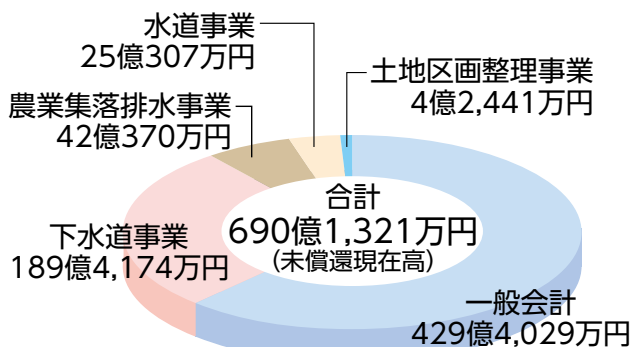 水道事業
25億307万円
土地区画整理事業
4億2,441万円
農業集落排水事業
42億370万円
合計
690億1,321万円
(未償還現在高)
下水道事業
189億4,174万円
一般会計
429億4,029万円